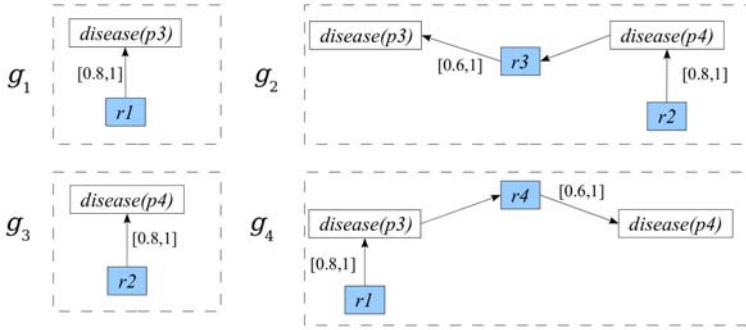 g1
disease(p3)
[0.8,1]
r1
g2
disease(p3)
[0.6,1]
r3
disease(p4)
[0.8,1]
r2
g3
disease(p4)
[0.8,1]
r2
g4
disease(p3)
[0.8,1]
r1
r4
[0.6,1]
disease(p4)